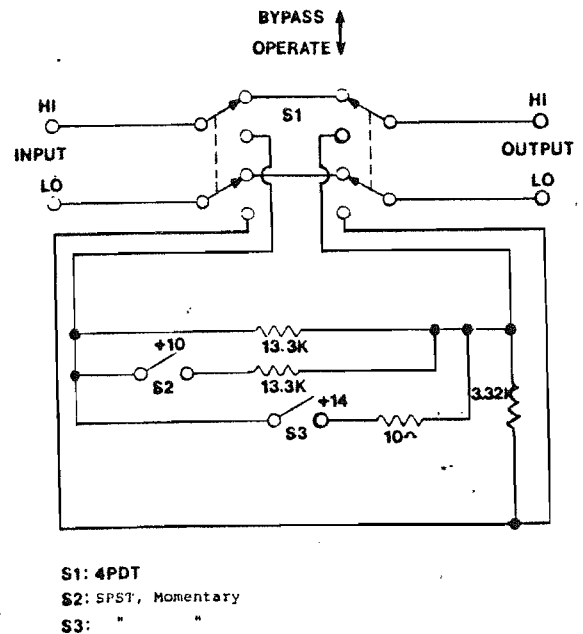 BYPASS
OPERATE
HI
S1
HI
INPUT
OUTPUT
LO
LO
+10
13.3K
S2
13.3K
+14
3.32K
S3
10Ω
S1: 4PDT
S2: SPST, Momentary
S3: " "